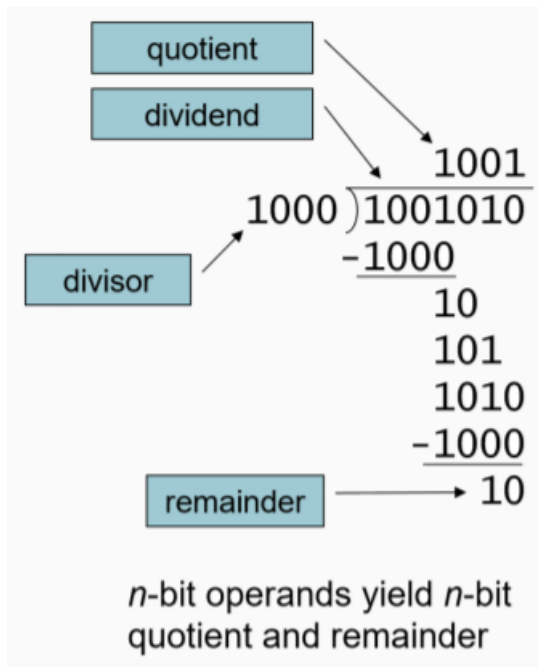 quotient
dividend
1001
1000 )1001010
-1000
divisor
10
101
1010
-1000
remainder
10
n-bit operands yield n-bit
quotient and remainder